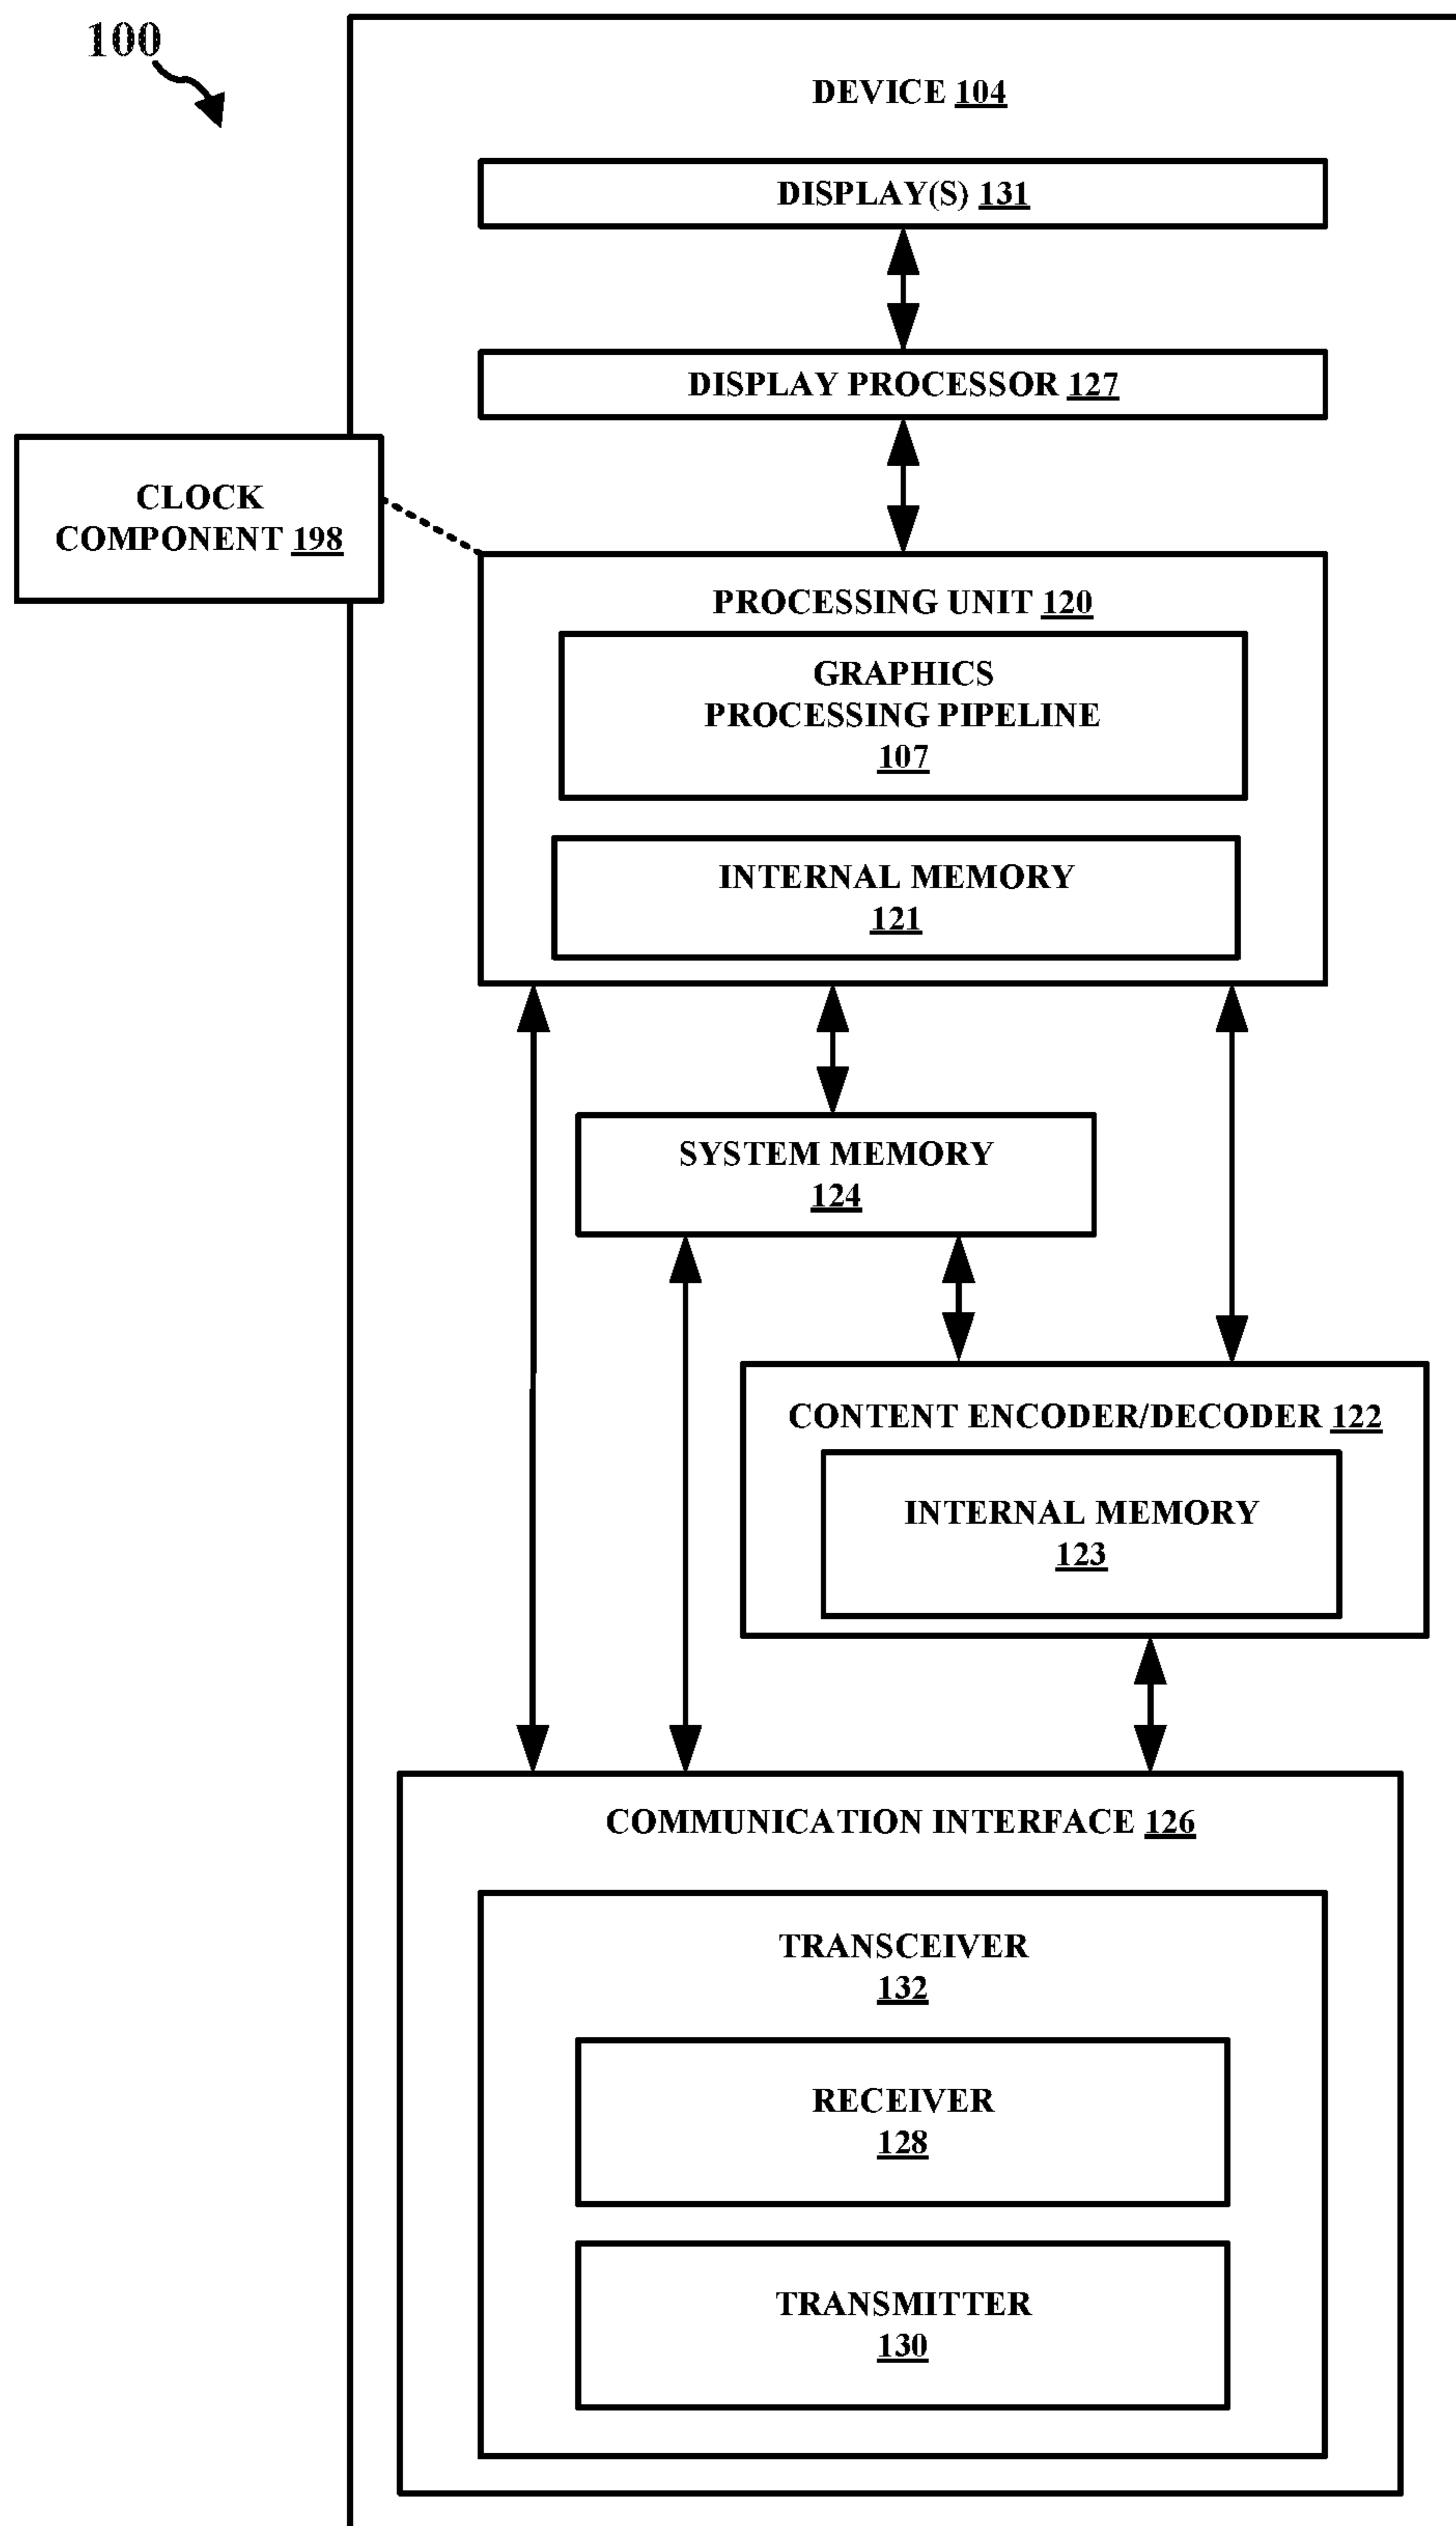 100
DEVICE 104
DISPLAY(S) 131
DISPLAY PROCESSOR 127
CLOCK
COMPONENT 198
PROCESSING UNIT 120
GRAPHICS
PROCESSING PIPELINE
107
INTERNAL MEMORY
121
SYSTEM MEMORY
124
CONTENT ENCODER/DECODER 122
INTERNAL MEMORY
123
COMMUNICATION INTERFACE 126
TRANSCEIVER
132
RECEIVER
128
TRANSMITTER
130